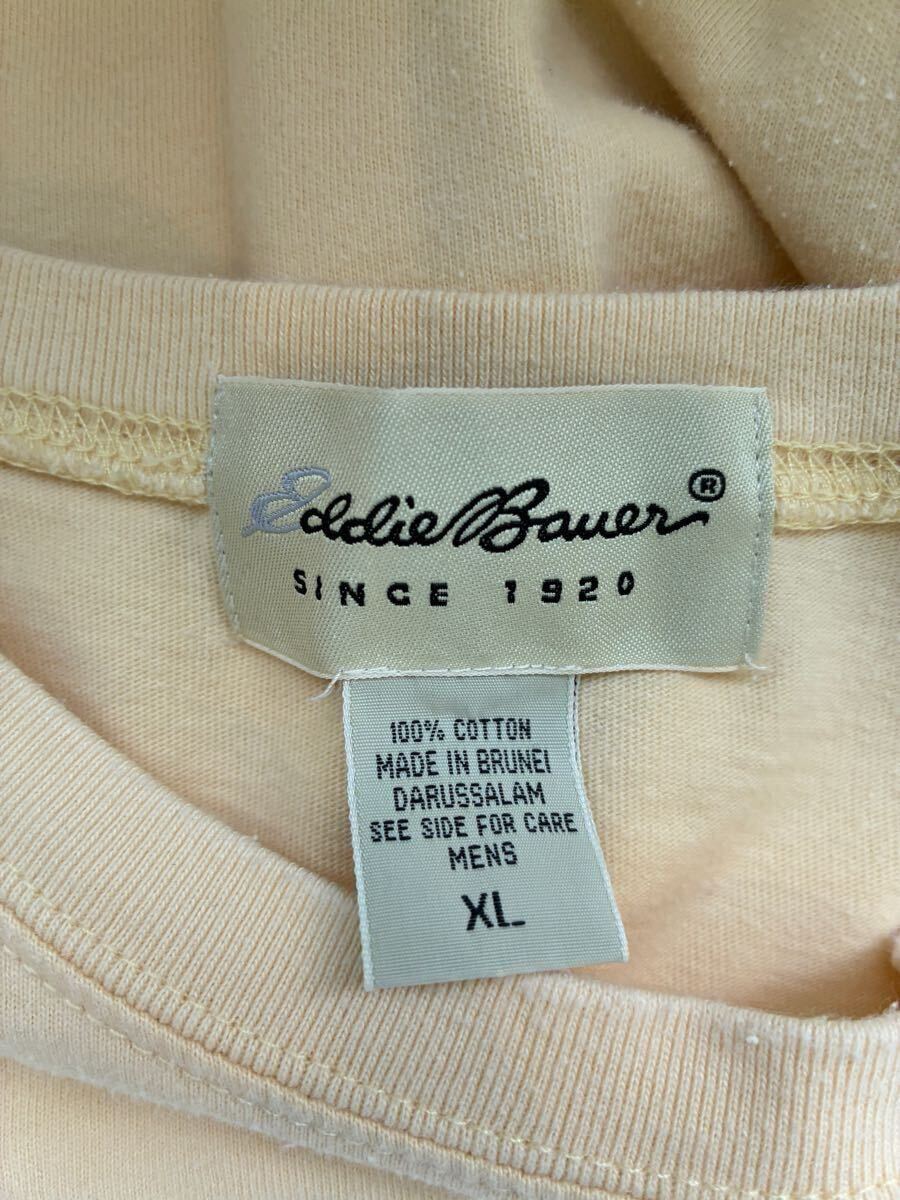 Eddie Bauer®
SINCE 1920
100% COTTON
MADE IN BRUNEI
DARUSSALAM
SEE SIDE FOR CARE
MENS
XL